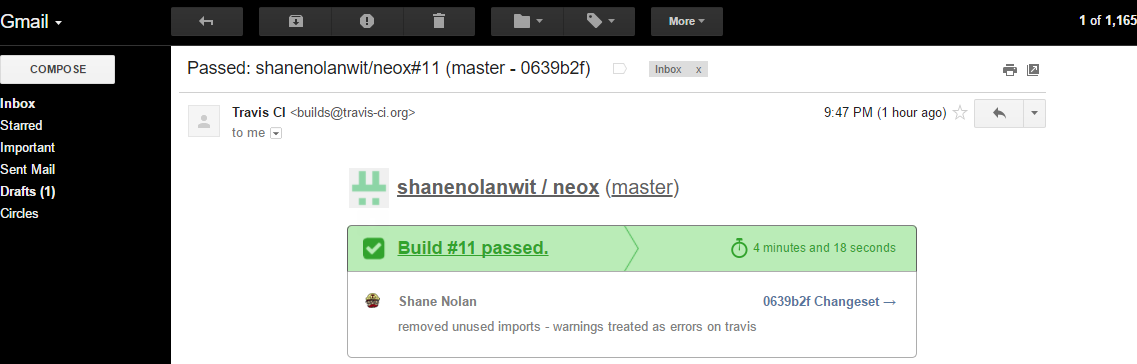 Gmail
More
1 of 1,165
COMPOSE
Inbox
Starred
Important
Sent Mail
Drafts (1)
Circles
Passed: shanenolanwit/neox#11 (master - 0639b2f)
Inbox x
Travis CI <builds@travis-ci.org>
9:47 PM (1 hour ago)
to me
shanenolanwit / neox (master)
Build #11 passed.
4 minutes and 18 seconds
Shane Nolan
0639b2f Changeset →
removed unused imports - warnings treated as errors on travis